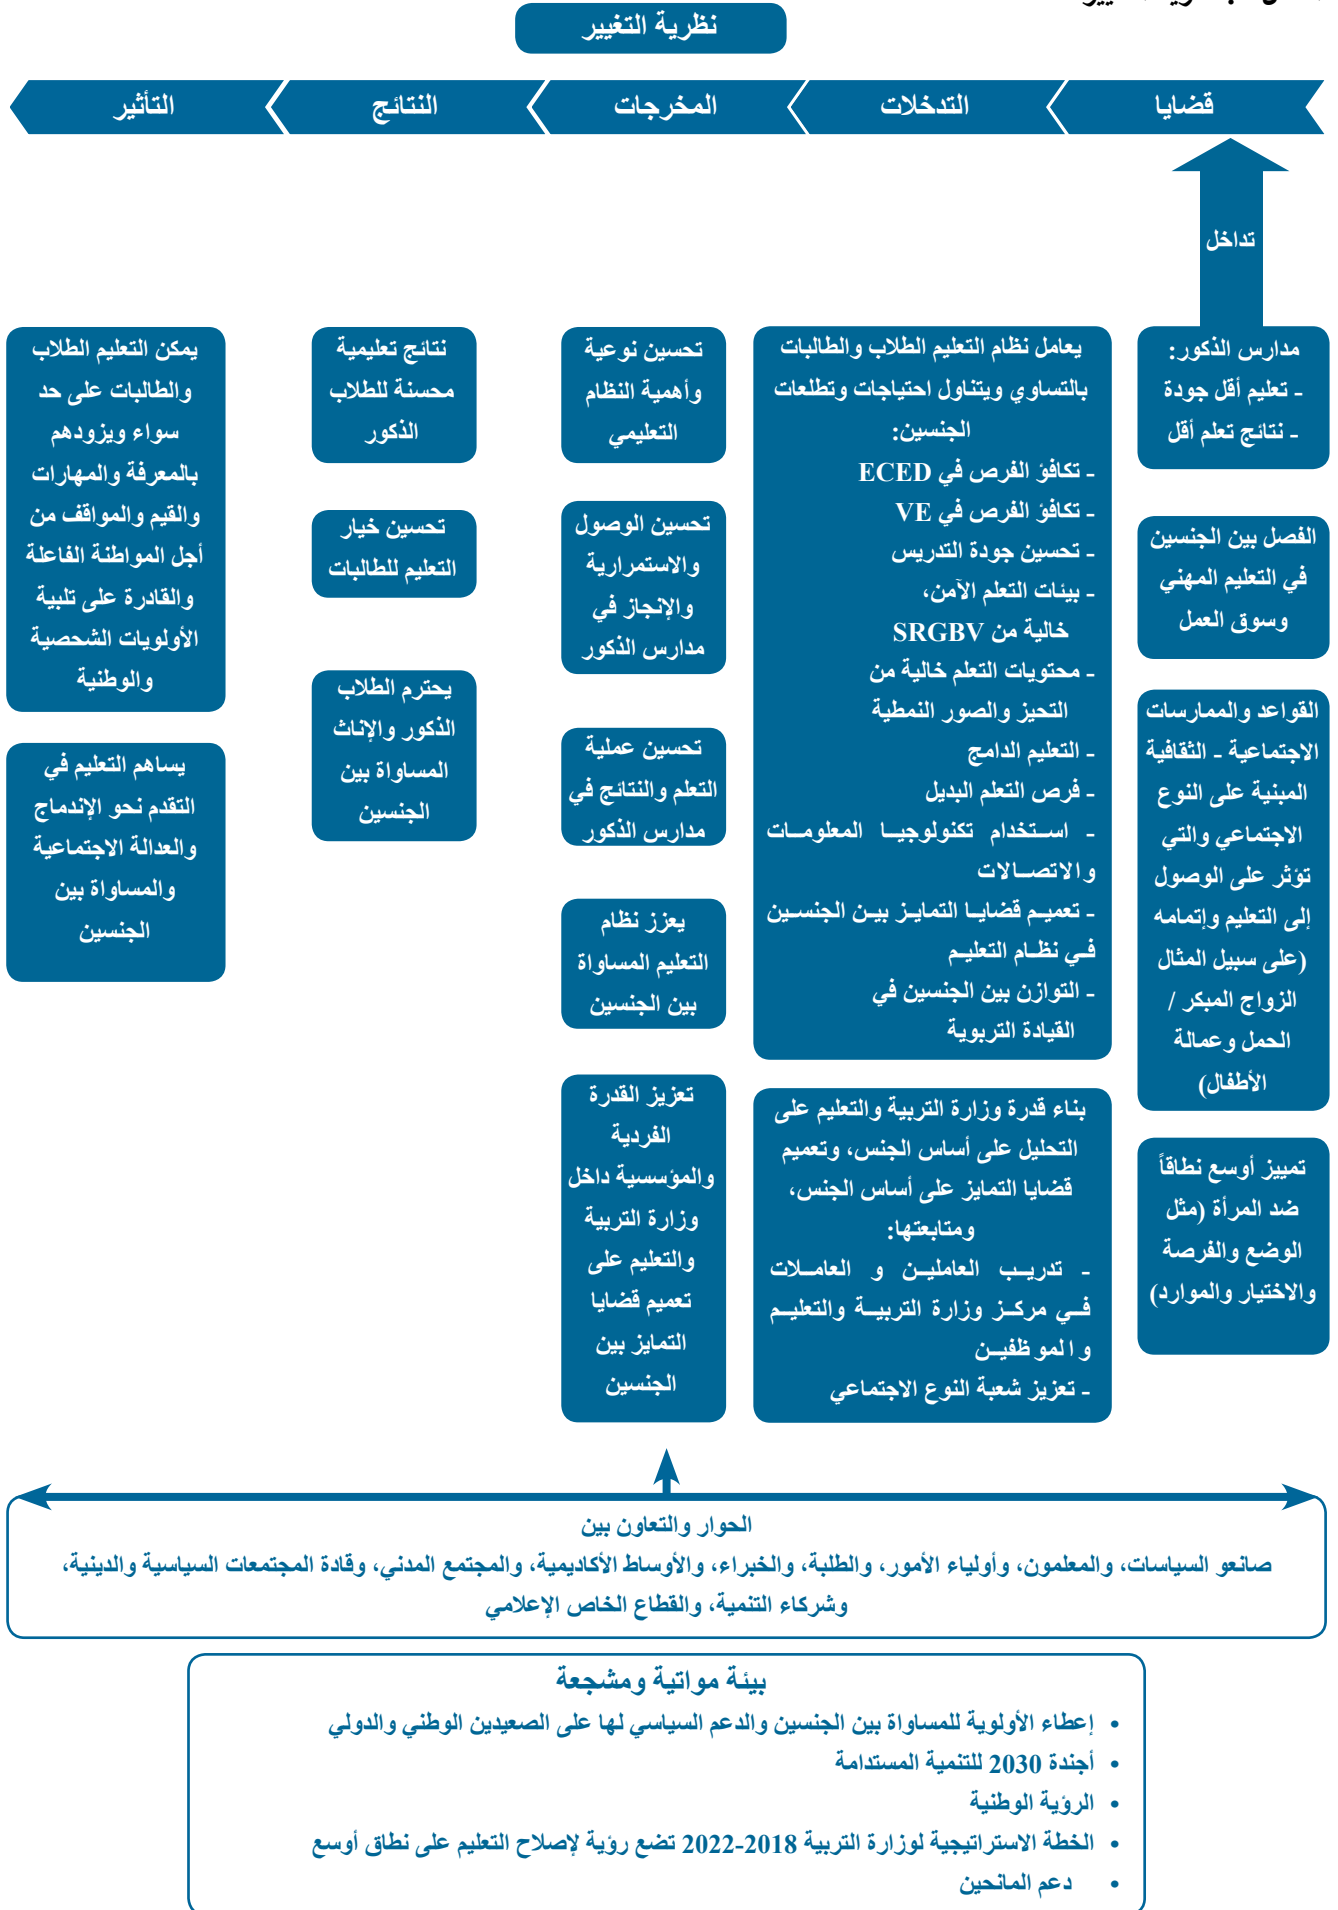 نظرية التغيير
قضايا
التدخلات
المخرجات
النتائج
التأثير
تداخل
مدارس الذكور:
- تعليم أقل جودة
- نتائج تعلم أقل
الفصل بين الجنسين
في التعليم المهني
وسوق العمل
القواعد والممارسات
الاجتماعية - الثقافية
المبنية على النوع
الاجتماعي والتي
تؤثر على الوصول
إلى التعليم وإتمامه
(على سبيل المثال
الزواج المبكر /
الحمل وعمالة
الأطفال)
تمييز أوسع نطاقاً
ضد المرأة (مثل
الوضع والفرصة
والاختيار والموارد)
يعامل نظام التعليم الطلاب والطالبات
بالتساوي ويتناول احتياجات وتطلعات
الجنسين:
- تكافؤ الفرص في ECED
- تكافؤ الفرص في VE
- تحسين جودة التدريس
- بيئات التعلم الآمن،
خالية من SRGBV
- محتويات التعلم خالية من
التحيز والصور النمطية
- التعليم الدامج
- فرص التعلم البديل
- استخدام تكنولوجيا المعلومات
والاتصالات
- تعميم قضايا التمايز بين الجنسين
في نظام التعليم
- التوازن بين الجنسين في
القيادة التربوية
بناء قدرة وزارة التربية والتعليم على
التحليل على أساس الجنس، وتعميم
قضايا التمايز على أساس الجنس،
ومتابعتها:
- تدريب العاملين و العاملات
في مركز وزارة التربية والتعليم
والموظفين
- تعزيز شعبة النوع الاجتماعي
تحسين نوعية
وأهمية النظام
التعليمي
تحسين الوصول
والاستمرارية
والإنجاز في
مدارس الذكور
تحسين عملية
التعلم والنتائج في
مدارس الذكور
يعزز نظام
التعليم المساواة
بين الجنسين
تعزيز القدرة
الفردية
والمؤسسية داخل
وزارة التربية
والتعليم على
تعميم قضايا
التمايز بين
الجنسين
نتائج تعليمية
محسنة للطلاب
الذكور
تحسين خيار
التعليم للطالبات
يحترم الطلاب
الذكور والإناث
المساواة بين
الجنسين
يمكن التعليم الطلاب
والطالبات على حد
سواء ويزودهم
بالمعرفة والمهارات
والقيم والمواقف من
أجل المواطنة الفاعلة
والقادرة على تلبية
الأولويات الشخصية
والوطنية
يساهم التعليم في
التقدم نحو الإندماج
والعدالة الاجتماعية
والمساواة بين
الجنسين
الحوار والتعاون بين
صانعو السياسات، والمعلمون، وأولياء الأمور، والطلبة، والخبراء، والأوساط الأكاديمية، والمجتمع المدني، وقادة المجتمعات السياسية والدينية،
وشركاء التنمية، والقطاع الخاص الإعلامي
بيئة مواتية ومشجعة
• إعطاء الأولوية للمساواة بين الجنسين والدعم السياسي لها على الصعيدين الوطني والدولي
• أجندة 2030 للتنمية المستدامة
• الرؤية الوطنية
• الخطة الاستراتيجية لوزارة التربية 2018-2022 تضع رؤية لإصلاح التعليم على نطاق أوسع
• دعم المانحين